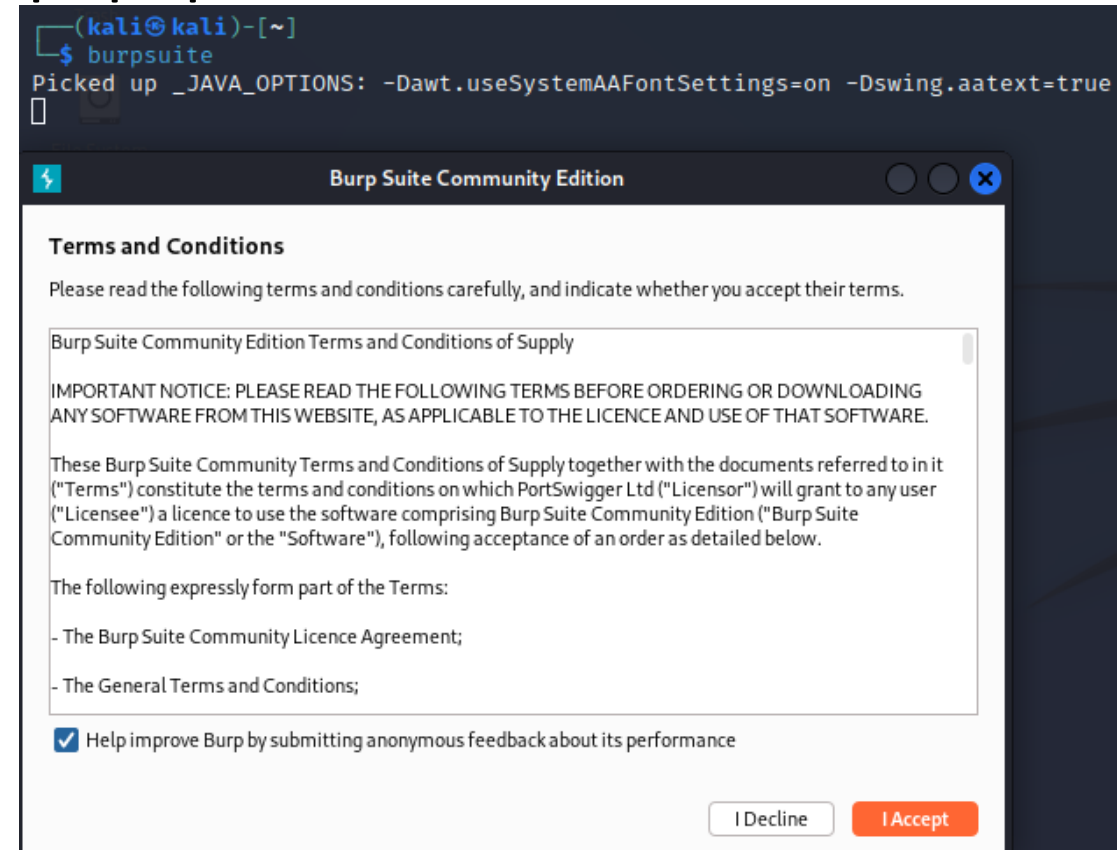 (kali㉿kali)-[~]
$ burpsuite
Picked up _JAVA_OPTIONS: -Dawt.useSystemAAFontSettings=on -Dswing.aatext=true
Burp Suite Community Edition
Terms and Conditions
Please read the following terms and conditions carefully, and indicate whether you accept their terms.
Burp Suite Community Edition Terms and Conditions of Supply
IMPORTANT NOTICE: PLEASE READ THE FOLLOWING TERMS BEFORE ORDERING OR DOWNLOADING
ANY SOFTWARE FROM THIS WEBSITE, AS APPLICABLE TO THE LICENCE AND USE OF THAT SOFTWARE.
These Burp Suite Community Terms and Conditions of Supply together with the documents referred to in it
("Terms") constitute the terms and conditions on which PortSwigger Ltd ("Licensor") will grant to any user
("Licensee") a licence to use the software comprising Burp Suite Community Edition ("Burp Suite
Community Edition" or the "Software"), following acceptance of an order as detailed below.
The following expressly form part of the Terms:
- The Burp Suite Community Licence Agreement;
- The General Terms and Conditions;
Help improve Burp by submitting anonymous feedback about its performance
I Decline
I Accept